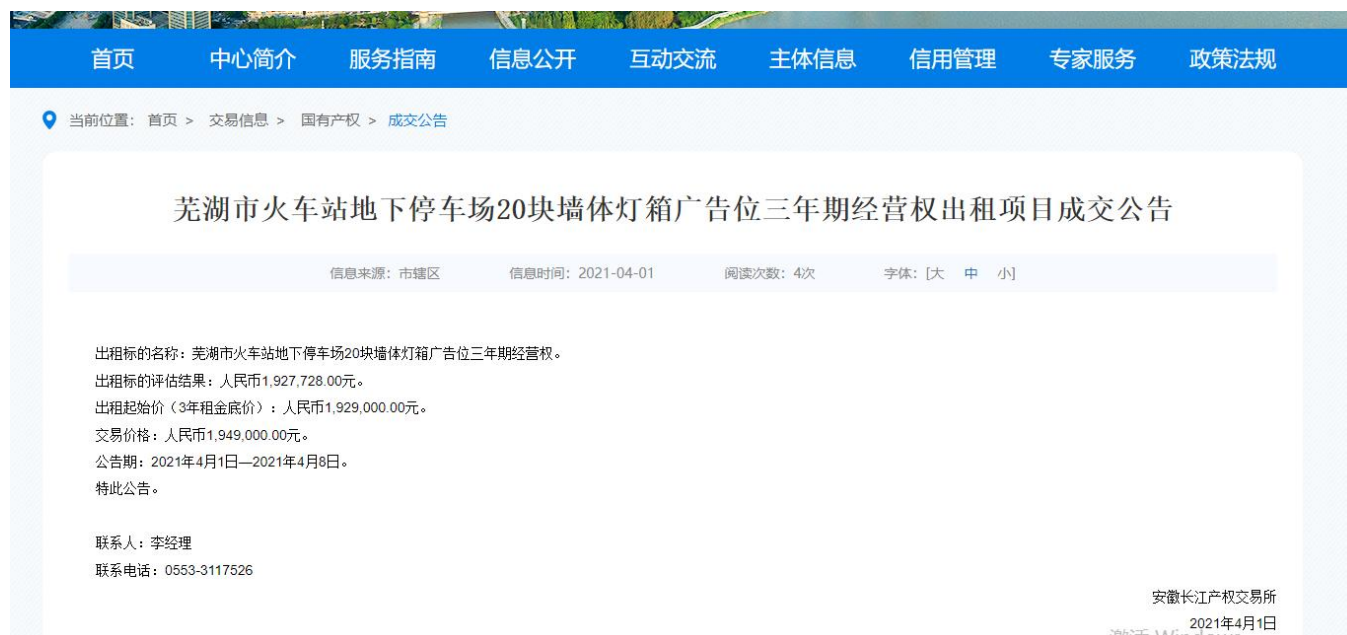 首页 中心简介 服务指南 信息公开 互动交流 主体信息 信用管理 专家服务 政策法规
当前位置： 首页 > 交易信息 > 国有产权 > 成交公告
芜湖市火车站地下停车场20块墙体灯箱广告位三年期经营权出租项目成交公告
信息来源：市辖区 信息时间：2021-04-01 阅读次数：4次 字体：[大 中 小]
出租标的名称：芜湖市火车站地下停车场20块墙体灯箱广告位三年期经营权。
出租标的评估结果：人民币1,927,728.00元。
出租起始价（3年租金底价）：人民币1,929,000.00元。
交易价格：人民币1,949,000.00元。
公告期：2021年4月1日—2021年4月8日。
特此公告。
联系人：李经理
联系电话：0553-3117526
安徽长江产权交易所
2021年4月1日